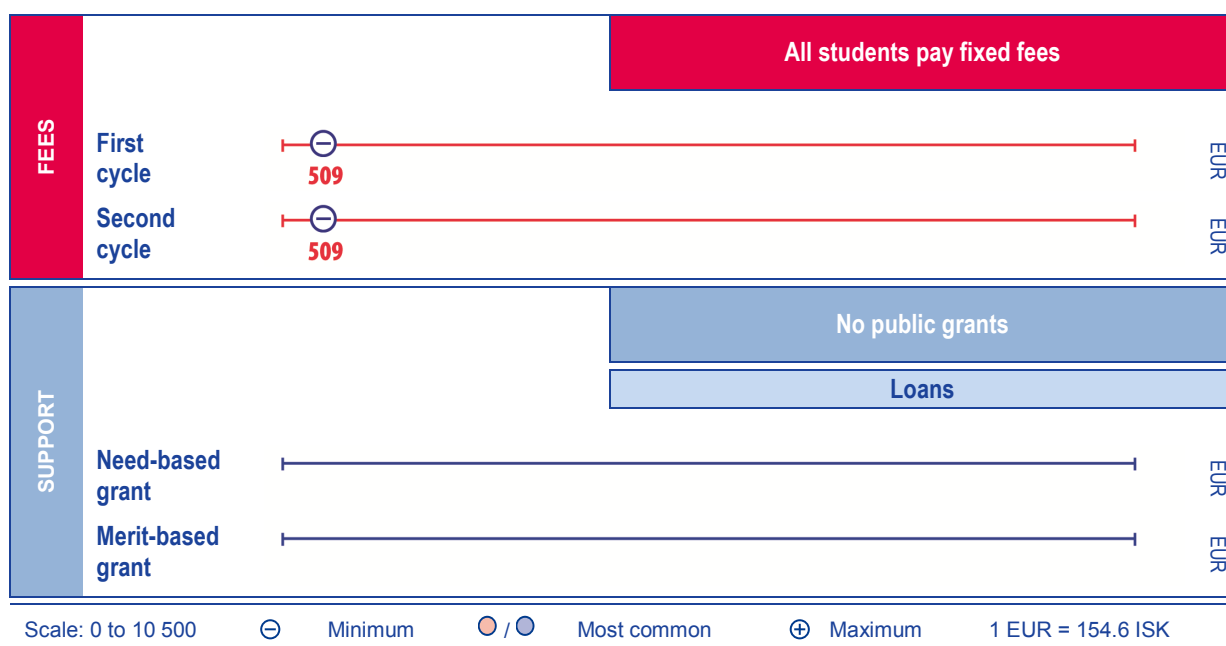 All students pay fixed fees
FEES
First
cycle
509
EUR
Second
cycle
509
EUR
No public grants
Loans
SUPPORT
Need-based
grant
EUR
Merit-based
grant
EUR
Scale: 0 to 10 500 ⊖ Minimum / Most common ⊕ Maximum 1 EUR = 154.6 ISK